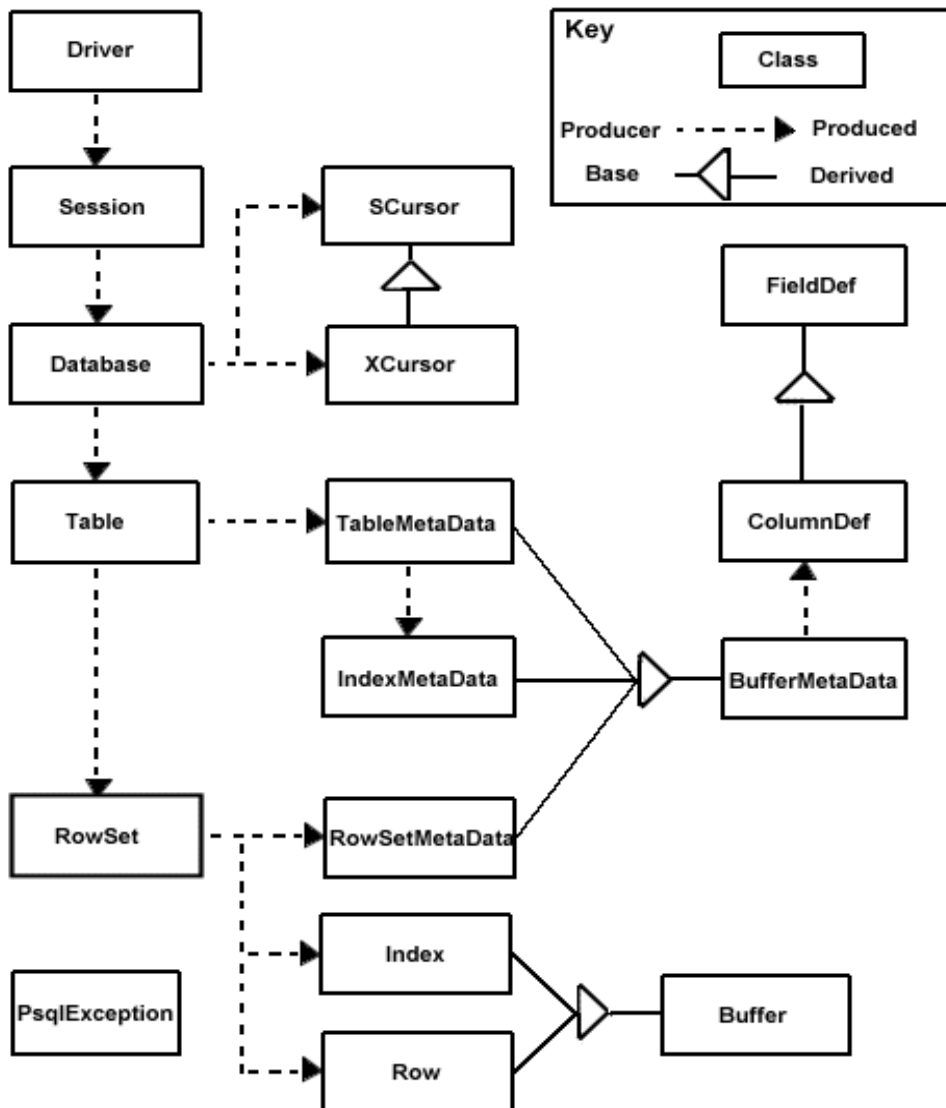 Driver
Key
Class
Producer
Produced
Base
Derived
Session
SCursor
FieldDef
Database
XCursor
Table
TableMetaData
ColumnDef
IndexMetaData
BufferMetaData
RowSet
RowSetMetaData
Index
PsqlException
Buffer
Row